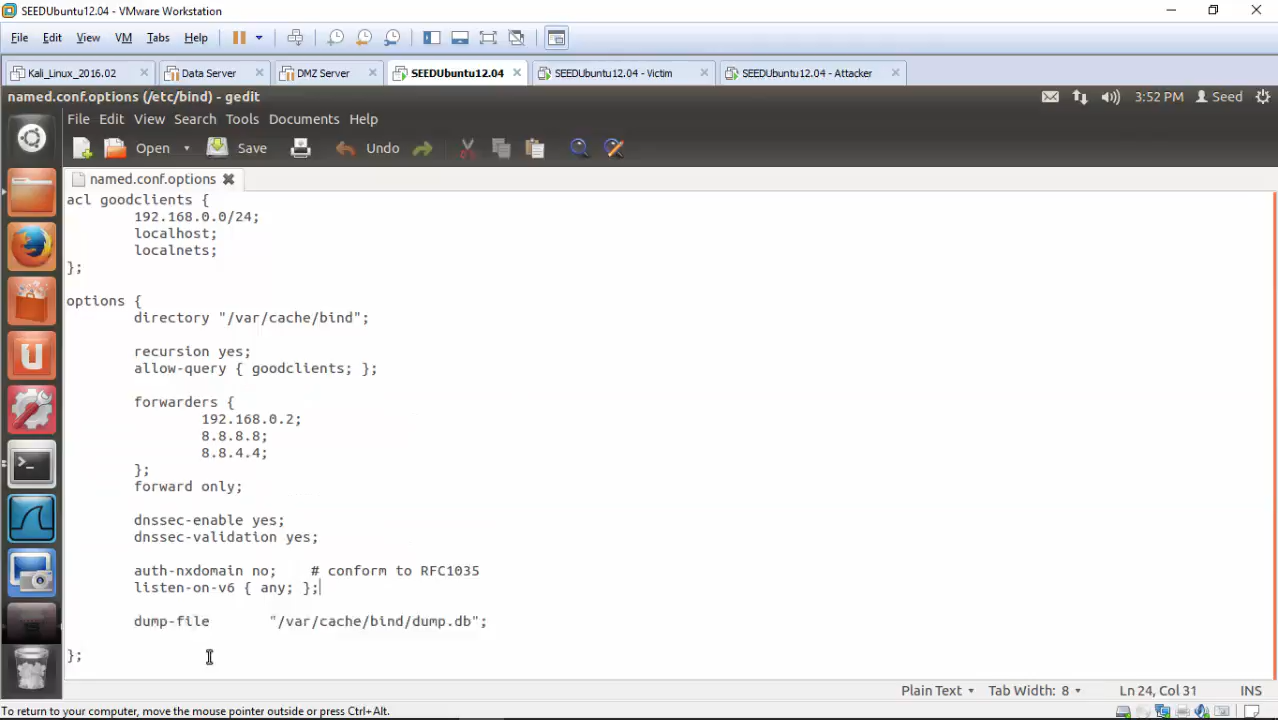 SEEDUbuntu12.04 - VMware Workstation
File Edit View VM Tabs Help
Kali_Linux_2016.02 Data Server DMZ Server SEEDUbuntu12.04 SEEDUbuntu12.04 - Victim SEEDUbuntu12.04 - Attacker
named.conf.options (/etc/bind) - gedit 3:52 PM Seed
File Edit View Search Tools Documents Help
Open Save Undo
named.conf.options
acl goodclients {
192.168.0.0/24;
localhost;
localnets;
};
options {
directory "/var/cache/bind";
recursion yes;
allow-query { goodclients; };
forwarders {
192.168.0.2;
8.8.8.8;
8.8.4.4;
};
forward only;
dnssec-enable yes;
dnssec-validation yes;
auth-nxdomain no; # conform to RFC1035
listen-on-v6 { any; };
dump-file "/var/cache/bind/dump.db";
};
Plain Text Tab Width: 8 Ln 24, Col 31 INS
To return to your computer, move the mouse pointer outside or press Ctrl+Alt.